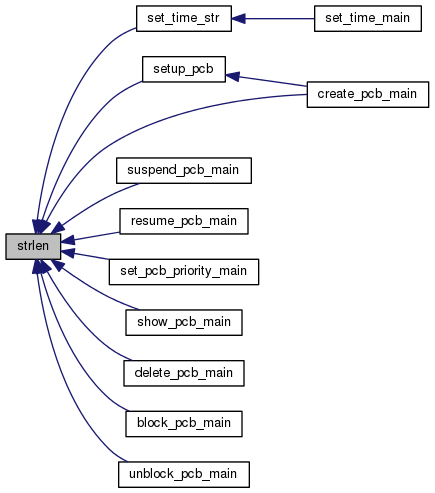 set_time_str
set_time_main
setup_pcb
create_pcb_main
suspend_pcb_main
resume_pcb_main
strlen
set_pcb_priority_main
show_pcb_main
delete_pcb_main
block_pcb_main
unblock_pcb_main